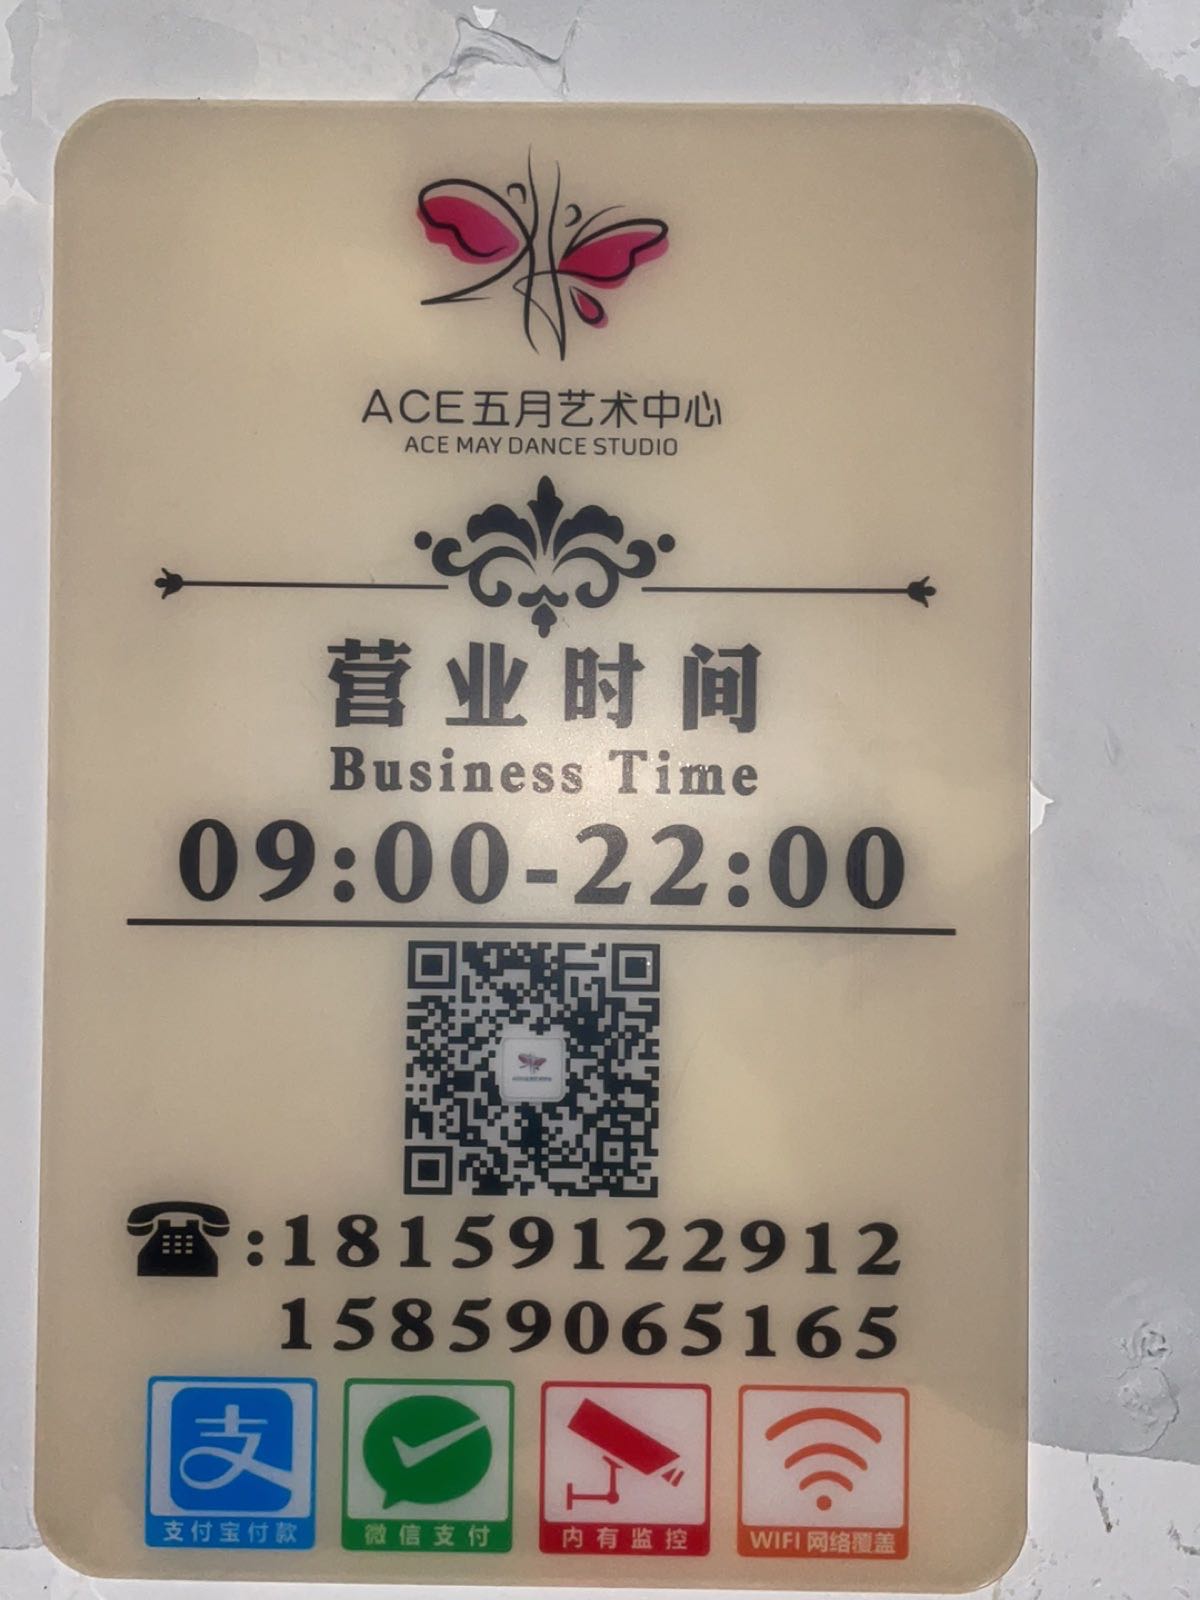 ACE五月艺术中心
ACE MAY DANCE STUDIO
营业时间
Business Time
09:00-22:00
:18159122912
15859065165
支
支付宝付款
微信支付
内有监控
WIFI网络覆盖